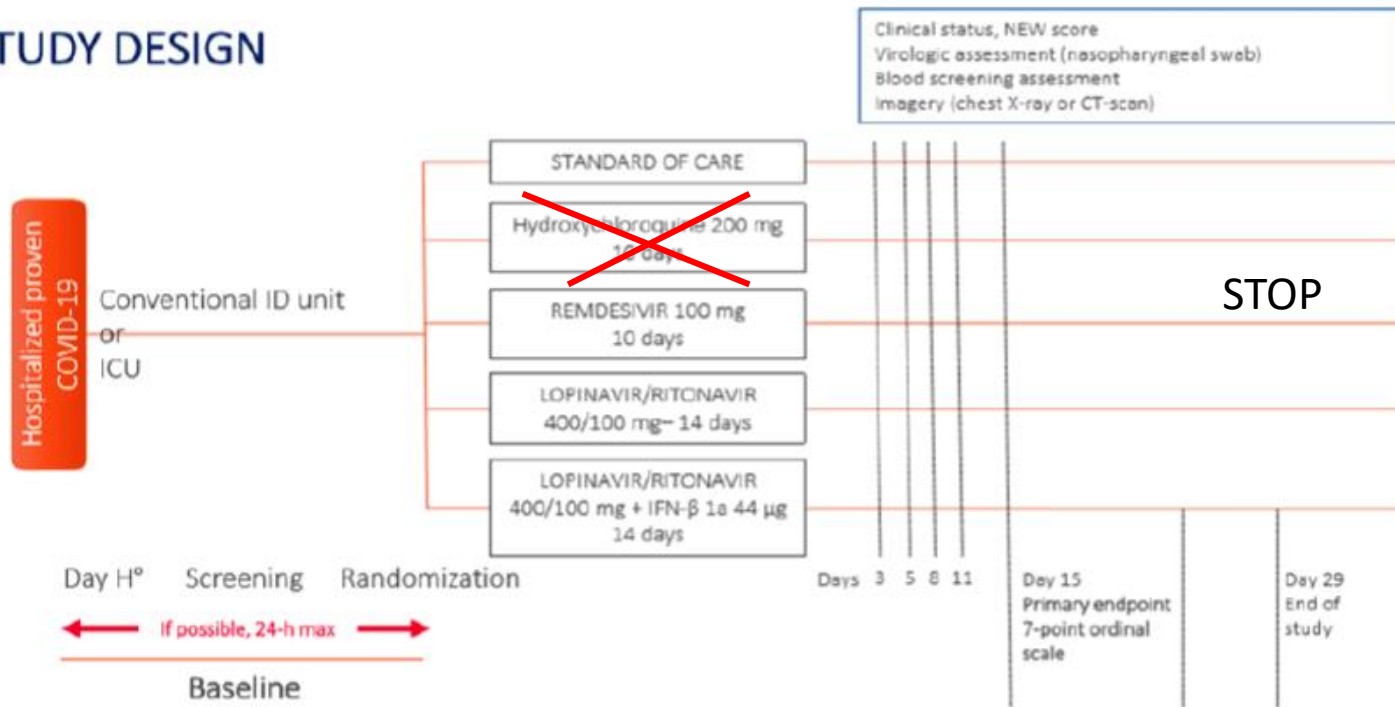 TUDY DESIGN
Clinical status, NEW score
Virologic assessment (nasopharyngeal swab)
Blood screening assessment
Imagery (chest X-ray or CT-scan)
Hospitalized proven
COVID-19
Conventional ID unit
or
ICU
STANDARD OF CARE
Hydroxychloroquine 200 mg
10 days
REMDESIVIR 100 mg
10 days
STOP
LOPINAVIR/RITONAVIR
400/100 mg– 14 days
LOPINAVIR/RITONAVIR
400/100 mg + IFN-β 1a 44 µg
14 days
Day H° Screening Randomization
If possible, 24-h max
Baseline
Days 3 5 8 11
Day 15
Primary endpoint
7-point ordinal
scale
Day 29
End of
study